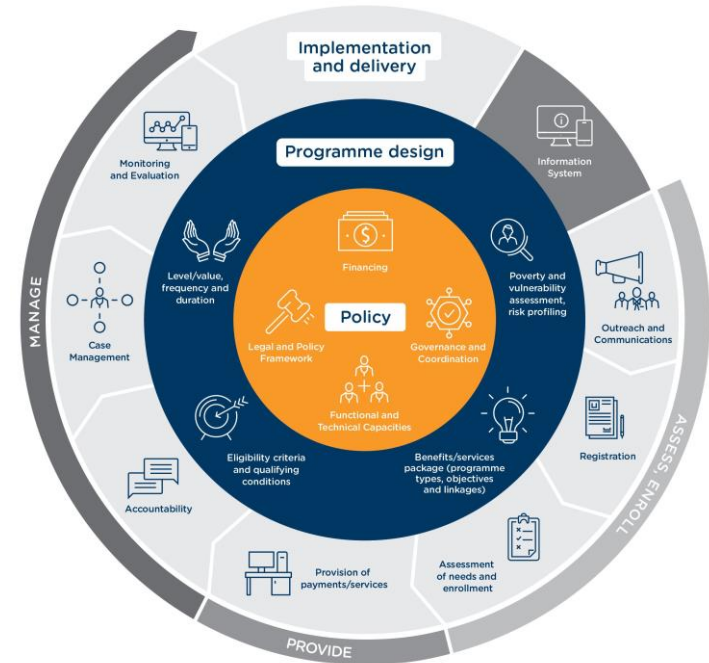 Implementation
and delivery
Information
System
Outreach and
Communications
Registration
Assessment
of needs and
enrollment
Provision of
payments/services
Accountability
Case
Management
Monitoring
and Evaluation
Programme design
Poverty and
vulnerability
assessment,
risk profiling
Benefits/services
package (programme
types, objectives
and linkages)
Eligibility criteria
and qualifying
conditions
Level/value,
frequency and
duration
Policy
Financing
Governance and
Coordination
Functional and
Technical Capacities
Legal and Policy
Framework
ASSESS, ENROLL
PROVIDE
MANAGE